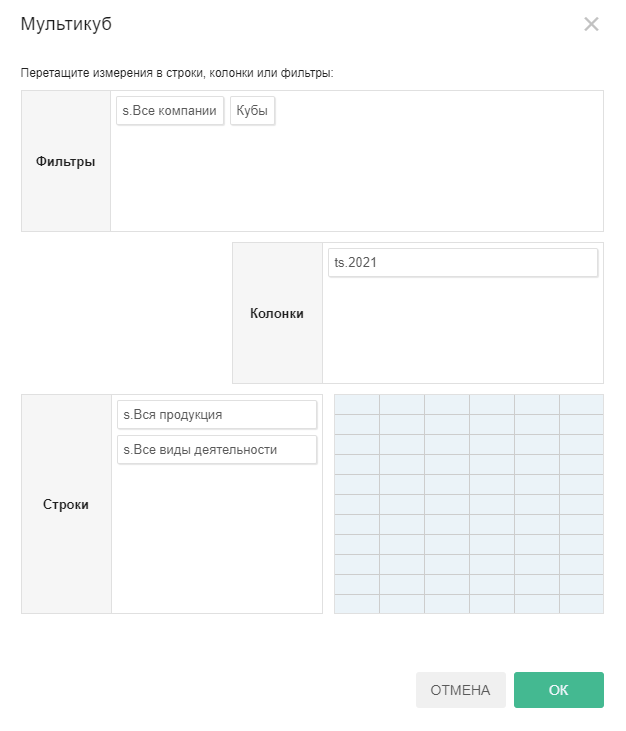 Мультикуб
Перетащите измерения в строки, колонки или фильтры:
Фильтры
s.Все компании
Кубы
Колонки
ts.2021
Строки
s.Вся продукция
s.Все виды деятельности
ОТМЕНА
ОК